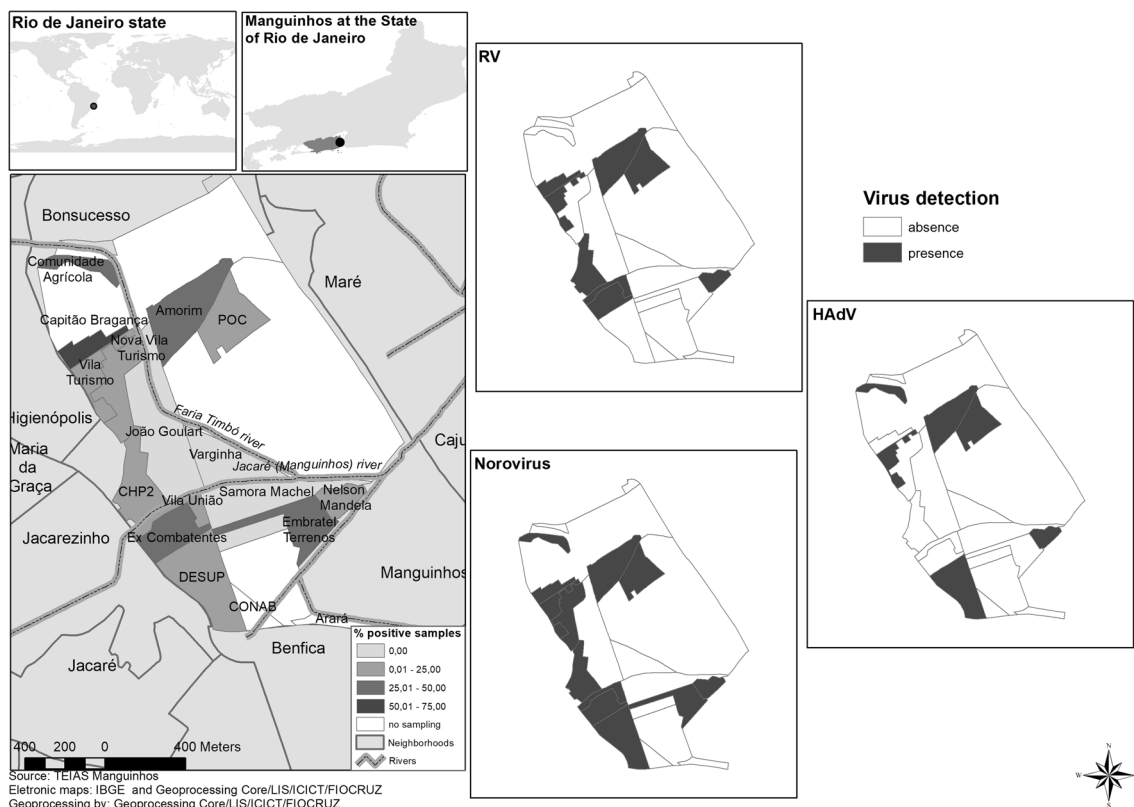 Rio de Janeiro state
Manguinhos at the State
of Rio de Janeiro
Bonsucesso
Comunidade
Agrícola
Maré
Capitão Bragança
Amorim
POC
Nova Vila
Turismo
Vila
Turismo
Higienópolis
João Goulart
Faria Timbó river
Maria
da
Graça
Varginha
Caju
Jacaré (Manguinhos) river
CHP2
Vila União
Samora Machel
Nelson
Mandela
Jacarezinho
Ex Combatentes
Embratel
Terrenos
DESUP
Manguinhos
CONAB
Arará
Benfica
Jacaré
% positive samples
0,00
0,01 - 25,00
25,01 - 50,00
50,01 - 75,00
no sampling
Neighborhoods
Rivers
400 200 0 400 Meters
Source: TEIAS Manguinhos
Eletronic maps: IBGE and Geoprocessing Core/LIS/ICICT/FIOCRUZ
Geoprocessing by: Geoprocessing Core/LIS/ICICT/FIOCRUZ
RV
Norovirus
Virus detection
absence
presence
HAdV
N
W E
S